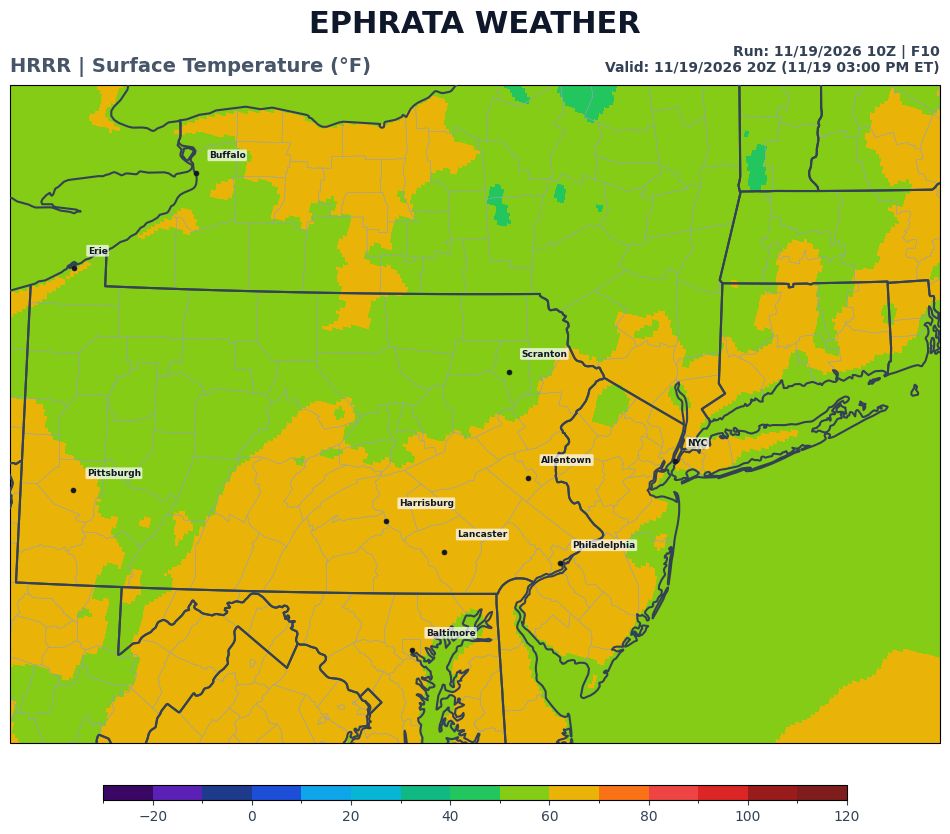 EPHRATA WEATHER
HRRR | Surface Temperature (°F)
Run: 11/19/2026 10Z | F10
Valid: 11/19/2026 20Z (11/19 03:00 PM ET)
Buffalo
Erie
Scranton
NYC
Allentown
Pittsburgh
Harrisburg
Lancaster
Philadelphia
Baltimore
−20 0 20 40 60 80 100 120